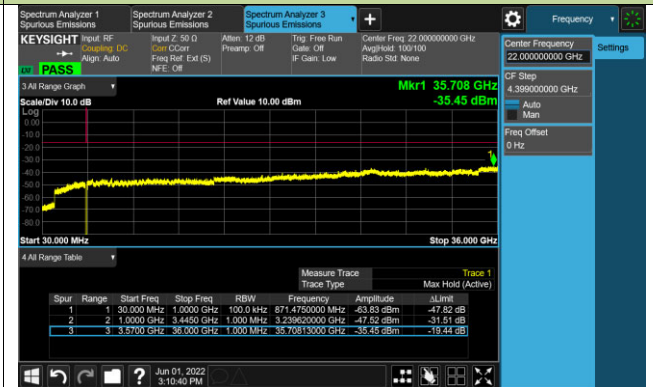 Spectrum Analyzer 1
Spurious Emissions
Spectrum Analyzer 2
Spurious Emissions
Spectrum Analyzer 3
Spurious Emissions
Frequency
KEYSIGHT
PASS
Input: RF
Coupling: DC
Align: Auto
Input Z: 50 Ω
Corr CCorr
Freq Ref: Ext (S)
NFE: Off
Atten: 12 dB
Preamp: Off
Trig: Free Run
Gate: Off
IF Gain: Low
Center Freq: 22.000000000 GHz
Avg|Hold: 100/100
Radio Std: None
Center Frequency
22.000000000 GHz
Settings
CF Step
4.399000000 GHz
Auto
Man
Freq Offset
0 Hz
3 All Range Graph
Mkr1 35.708 GHz
Scale/Div 10.0 dB
Ref Value 10.00 dBm
-35.45 dBm
Log
0.00
-10.0
-20.0
-30.0
-40.0
-50.0
-60.0
-70.0
-80.0
1
Start 30.000 MHz
Stop 36.000 GHz
4 All Range Table
Measure Trace Trace 1
Trace Type Max Hold (Active)
Spur Range Start Freq Stop Freq RBW Frequency Amplitude ΔLimit
1 1 30.000 MHz 1.0000 GHz 100.0 kHz 871.4750000 MHz -63.83 dBm -47.82 dB
2 2 1.0000 GHz 3.4450 GHz 1.000 MHz 3.239620000 GHz -47.52 dBm -31.51 dB
3 3 3.5700 GHz 36.000 GHz 1.000 MHz 35.70813000 GHz -35.45 dBm -19.44 dB
Jun 01, 2022
3:10:40 PM